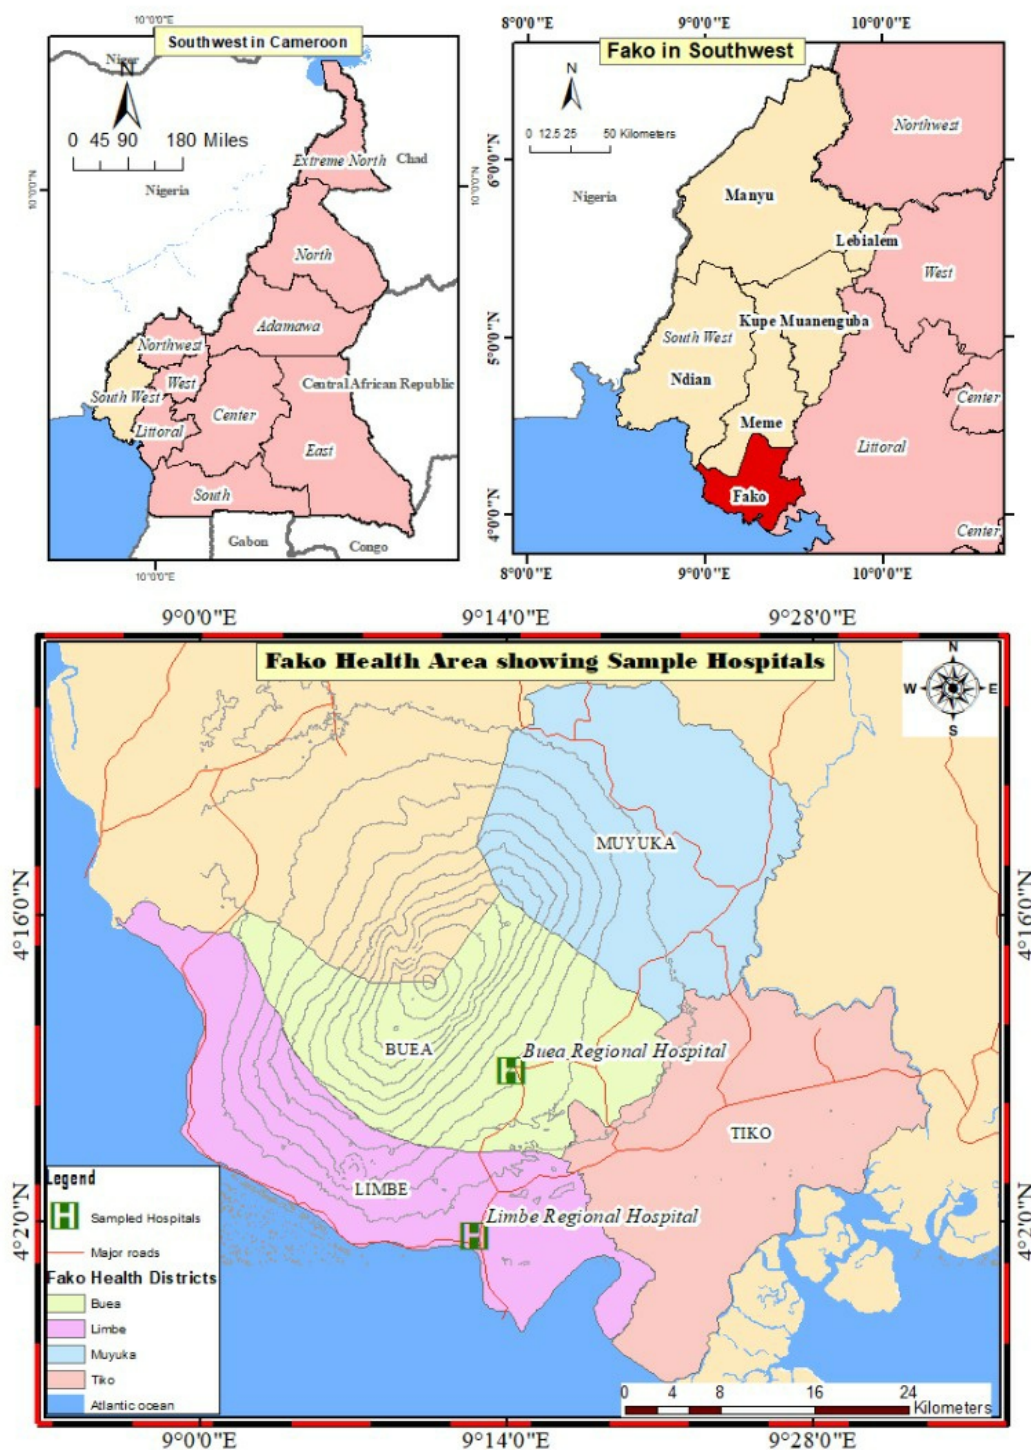 10°0'0"E
Southwest in Cameroon
Niger
N
0 45 90 180 Miles
Nigeria
Extreme North
Chad
10°0'0"N
10°0'0"N
North
Adamawa
Northwest
West
South West
Littoral
Center
Central African Republic
East
South
Gabon
Congo
10°0'0"E
8°0'0"E
9°0'0"E
10°0'0"E
Fako in Southwest
N
0 12.5 25 50 Kilometers
Nigeria
6°0'0"N
5°0'0"N
4°0'0"N
Northwest
Manyu
Lebialem
West
Kupe Muanenguba
South West
Ndian
Meme
Center
Littoral
Fako
Center
8°0'0"E
9°0'0"E
10°0'0"E
9°0'0"E
9°14'0"E
9°28'0"E
Fako Health Area showing Sample Hospitals
N
W
E
S
MUYUKA
4°16'0"N
4°16'0"N
BUEA
Buea Regional Hospital
H
TIKO
LIMBE
Limbe Regional Hospital
H
4°2'0"N
4°2'0"N
Legend
H Sampled Hospitals
Major roads
Fako Health Districts
Buea
Limbe
Muyuka
Tiko
Atlantic ocean
0 4 8 16 24
Kilometers
9°0'0"E
9°14'0"E
9°28'0"E